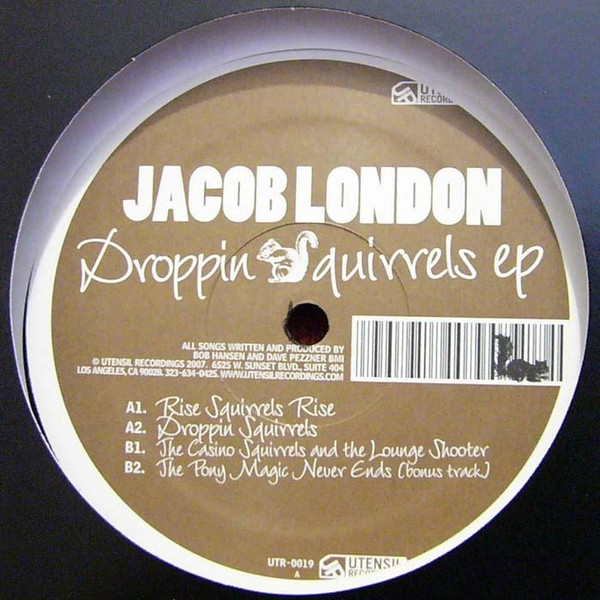 UTENSIL
JACOB LONDON
Droppin quirrels ep
ALL SONGS WRITTEN AND PRODUCED BY
BOB HANSEN AND DAVE PEZZNER BMI
© UTENSIL RECORDINGS 2007. 6525 W. SUNSET BLVD., SUITE 404
LOS ANGELES, CA 90028. 323-634-0425. WWW.UTENSILRECORDINGS.COM
A1. Rise Squirrels Rise
A2. Droppin Squirrels
B1. The Casino Squirrels and the Lounge Shooter
B2. The Pony Magic Never Ends (bonus track)
UTR-0019
A